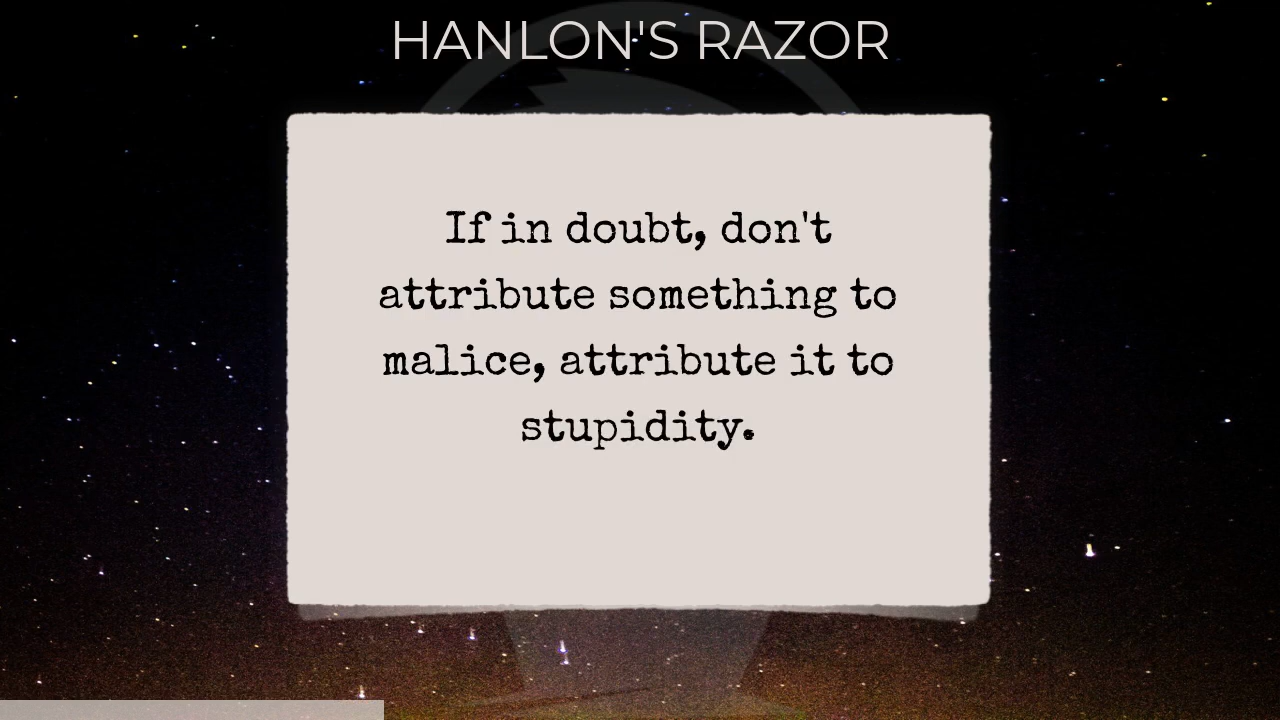 HANLON'S RAZOR
If in doubt, don't
attribute something to
malice, attribute it to
stupidity.